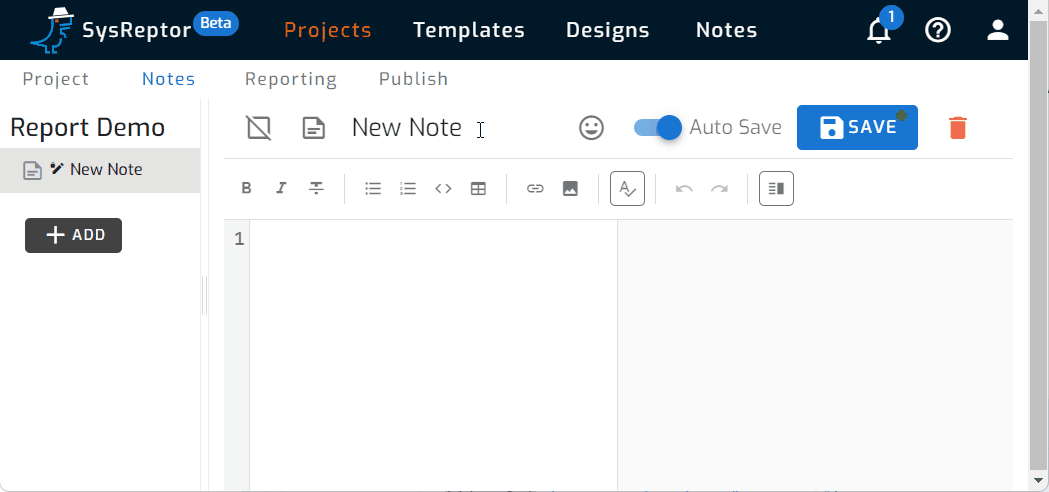 SysReptor Beta Projects Templates Designs Notes 1
Project Notes Reporting Publish
Report Demo
New Note
ADD
New Note Auto Save SAVE
B I
1